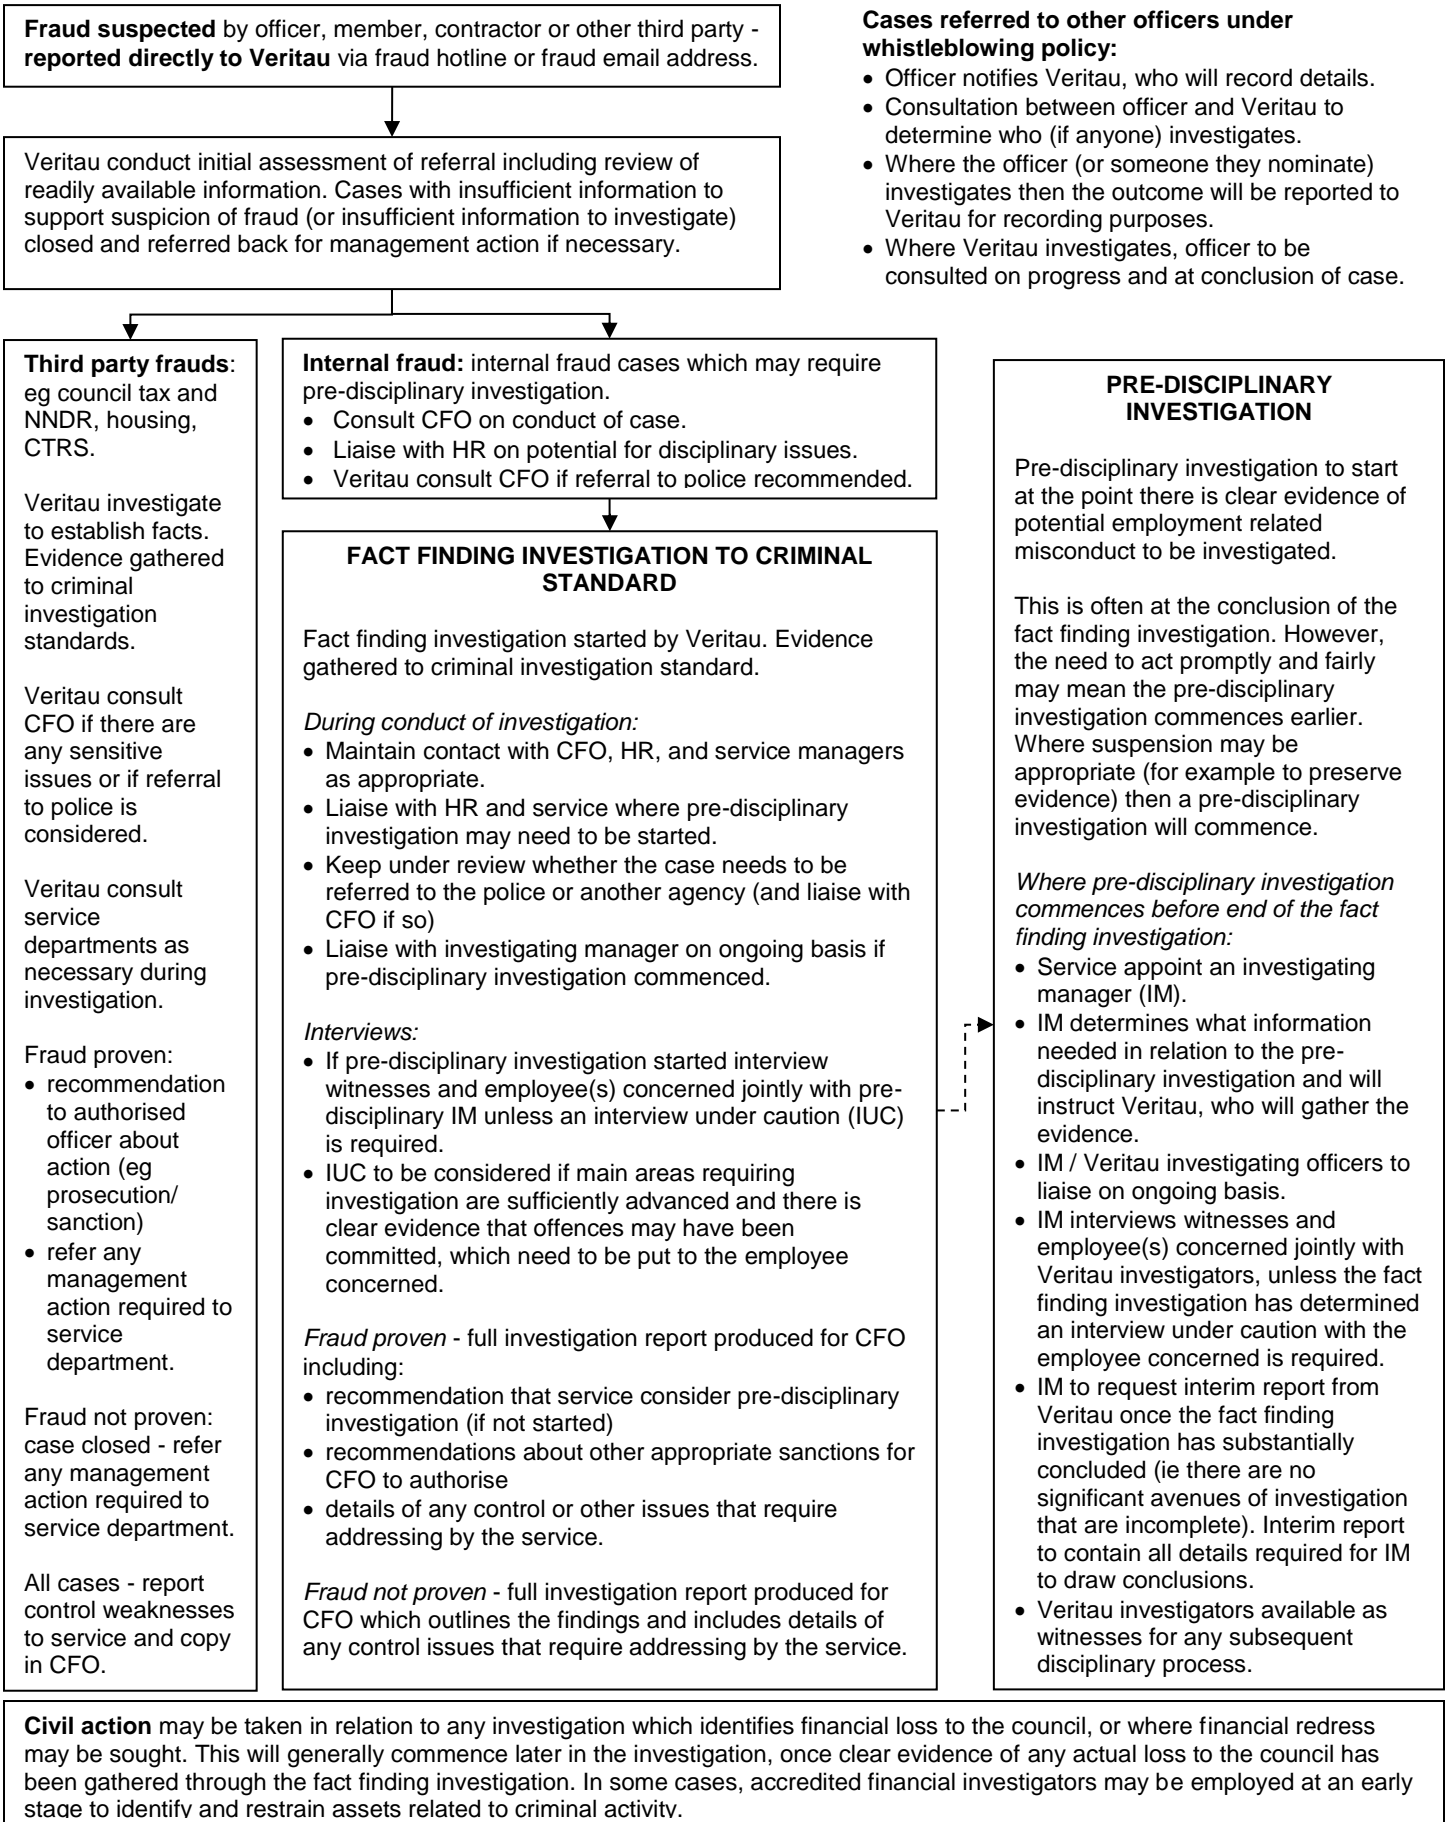 Fraud suspected by officer, member, contractor or other third party -
reported directly to Veritau via fraud hotline or fraud email address.
Cases referred to other officers under
whistleblowing policy:
• Officer notifies Veritau, who will record details.
• Consultation between officer and Veritau to
determine who (if anyone) investigates.
• Where the officer (or someone they nominate)
investigates then the outcome will be reported to
Veritau for recording purposes.
• Where Veritau investigates, officer to be
consulted on progress and at conclusion of case.
Veritau conduct initial assessment of referral including review of
readily available information. Cases with insufficient information to
support suspicion of fraud (or insufficient information to investigate)
closed and referred back for management action if necessary.
Third party frauds:
eg council tax and
NNDR, housing,
CTRS.
Veritau investigate
to establish facts.
Evidence gathered
to criminal
investigation
standards.
Veritau consult
CFO if there are
any sensitive
issues or if referral
to police is
considered.
Veritau consult
service
departments as
necessary during
investigation.
Fraud proven:
• recommendation
to authorised
officer about
action (eg
prosecution/
sanction)
• refer any
management
action required to
service
department.
Fraud not proven:
case closed - refer
any management
action required to
service department.
All cases - report
control weaknesses
to service and copy
in CFO.
Internal fraud: internal fraud cases which may require
pre-disciplinary investigation.
• Consult CFO on conduct of case.
• Liaise with HR on potential for disciplinary issues.
• Veritau consult CFO if referral to police recommended.
FACT FINDING INVESTIGATION TO CRIMINAL
STANDARD
Fact finding investigation started by Veritau. Evidence
gathered to criminal investigation standard.
During conduct of investigation:
• Maintain contact with CFO, HR, and service managers
as appropriate.
• Liaise with HR and service where pre-disciplinary
investigation may need to be started.
• Keep under review whether the case needs to be
referred to the police or another agency (and liaise with
CFO if so)
• Liaise with investigating manager on ongoing basis if
pre-disciplinary investigation commenced.
Interviews:
• If pre-disciplinary investigation started interview
witnesses and employee(s) concerned jointly with pre-
disciplinary IM unless an interview under caution (IUC)
is required.
• IUC to be considered if main areas requiring
investigation are sufficiently advanced and there is
clear evidence that offences may have been
committed, which need to be put to the employee
concerned.
Fraud proven - full investigation report produced for CFO
including:
• recommendation that service consider pre-disciplinary
investigation (if not started)
• recommendations about other appropriate sanctions for
CFO to authorise
• details of any control or other issues that require
addressing by the service.
Fraud not proven - full investigation report produced for
CFO which outlines the findings and includes details of
any control issues that require addressing by the service.
PRE-DISCIPLINARY
INVESTIGATION
Pre-disciplinary investigation to start
at the point there is clear evidence of
potential employment related
misconduct to be investigated.
This is often at the conclusion of the
fact finding investigation. However,
the need to act promptly and fairly
may mean the pre-disciplinary
investigation commences earlier.
Where suspension may be
appropriate (for example to preserve
evidence) then a pre-disciplinary
investigation will commence.
Where pre-disciplinary investigation
commences before end of the fact
finding investigation:
• Service appoint an investigating
manager (IM).
• IM determines what information
needed in relation to the pre-
disciplinary investigation and will
instruct Veritau, who will gather the
evidence.
• IM / Veritau investigating officers to
liaise on ongoing basis.
• IM interviews witnesses and
employee(s) concerned jointly with
Veritau investigators, unless the fact
finding investigation has determined
an interview under caution with the
employee concerned is required.
• IM to request interim report from
Veritau once the fact finding
investigation has substantially
concluded (ie there are no
significant avenues of investigation
that are incomplete). Interim report
to contain all details required for IM
to draw conclusions.
• Veritau investigators available as
witnesses for any subsequent
disciplinary process.
Civil action may be taken in relation to any investigation which identifies financial loss to the council, or where financial redress
may be sought. This will generally commence later in the investigation, once clear evidence of any actual loss to the council has
been gathered through the fact finding investigation. In some cases, accredited financial investigators may be employed at an early
stage to identify and restrain assets related to criminal activity.